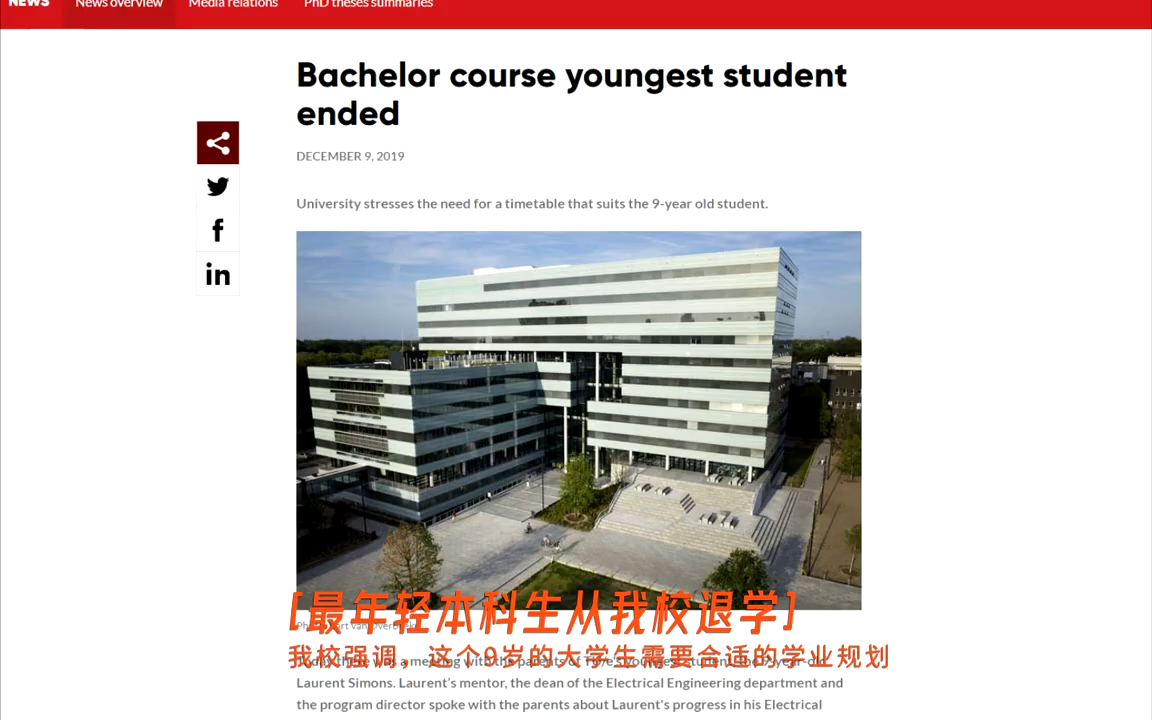 NEWS News overview Media relations PhD theses summaries
Bachelor course youngest student
ended
DECEMBER 9, 2019
University stresses the need for a timetable that suits the 9-year old student.
[最年轻本科生从我校退学]
我校强调，这个9岁的大学生需要合适的学业规划
Today there was a meeting with the parents of TU/e's youngest student, the 9-year-old
Laurent Simons. Laurent's mentor, the dean of the Electrical Engineering department and
the program director spoke with the parents about Laurent's progress in his Electrical